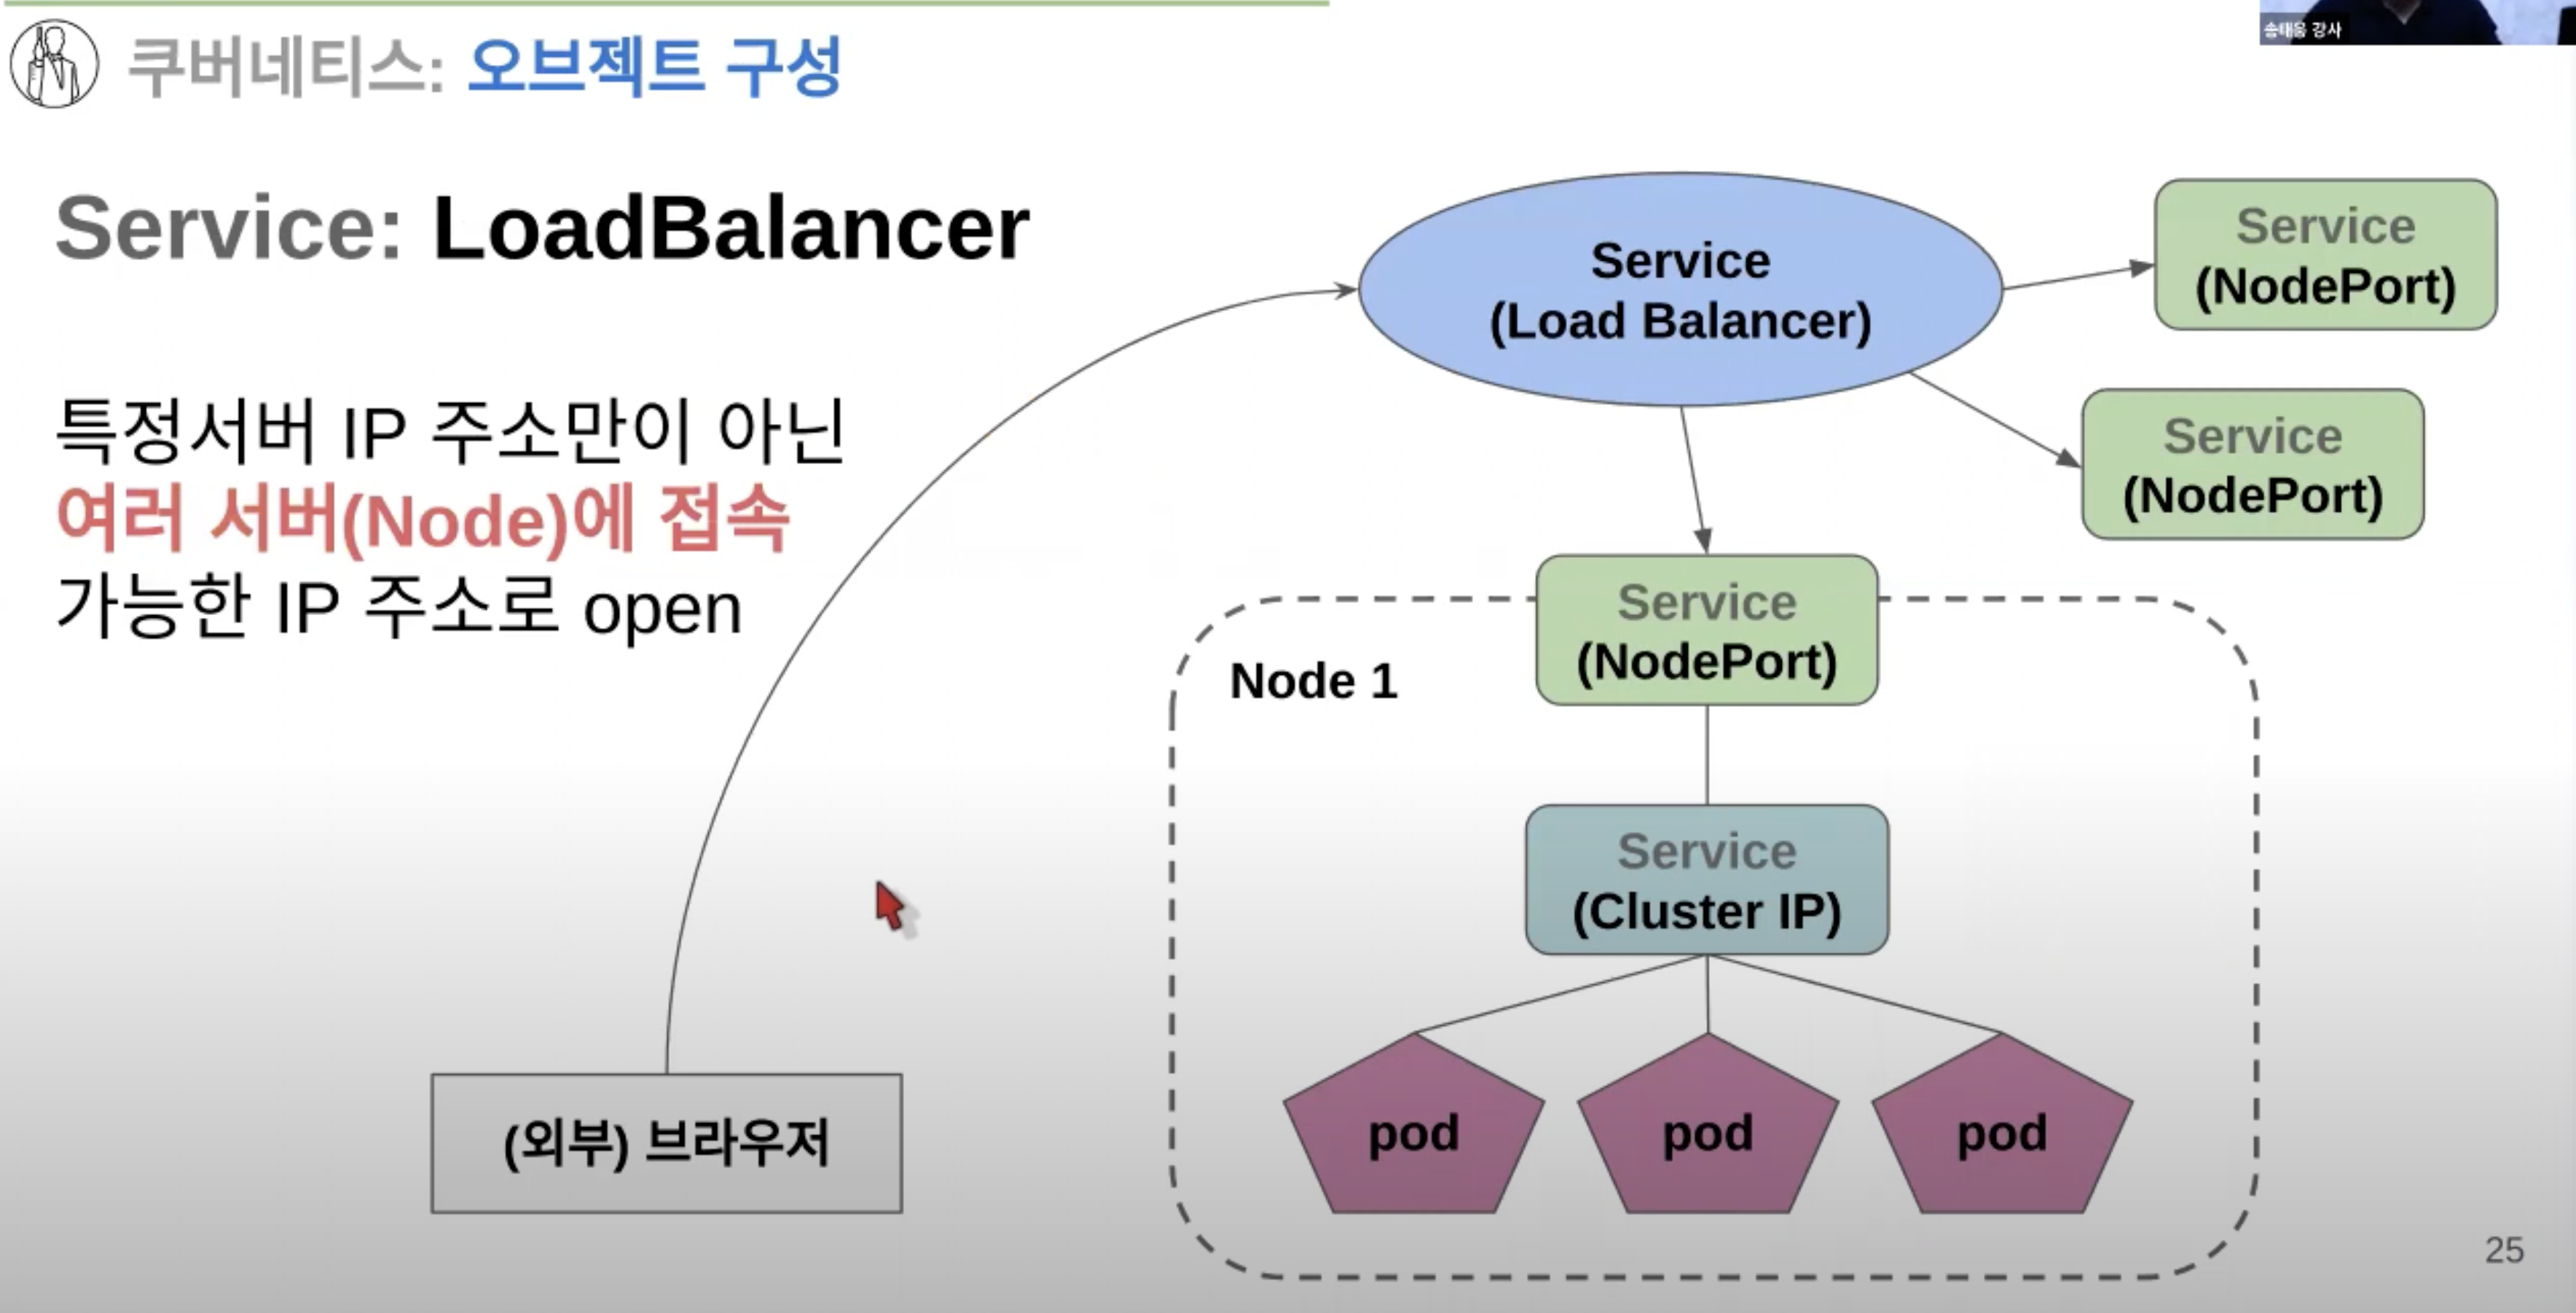 쿠버네티스: 오브젝트 구성
송태웅 강사
Service: LoadBalancer
특정서버 IP 주소만이 아닌
여러 서버(Node)에 접속
가능한 IP 주소로 open
Service
(Load Balancer)
Service
(NodePort)
Service
(NodePort)
Service
(NodePort)
Node 1
Service
(Cluster IP)
pod
pod
pod
(외부) 브라우저
25